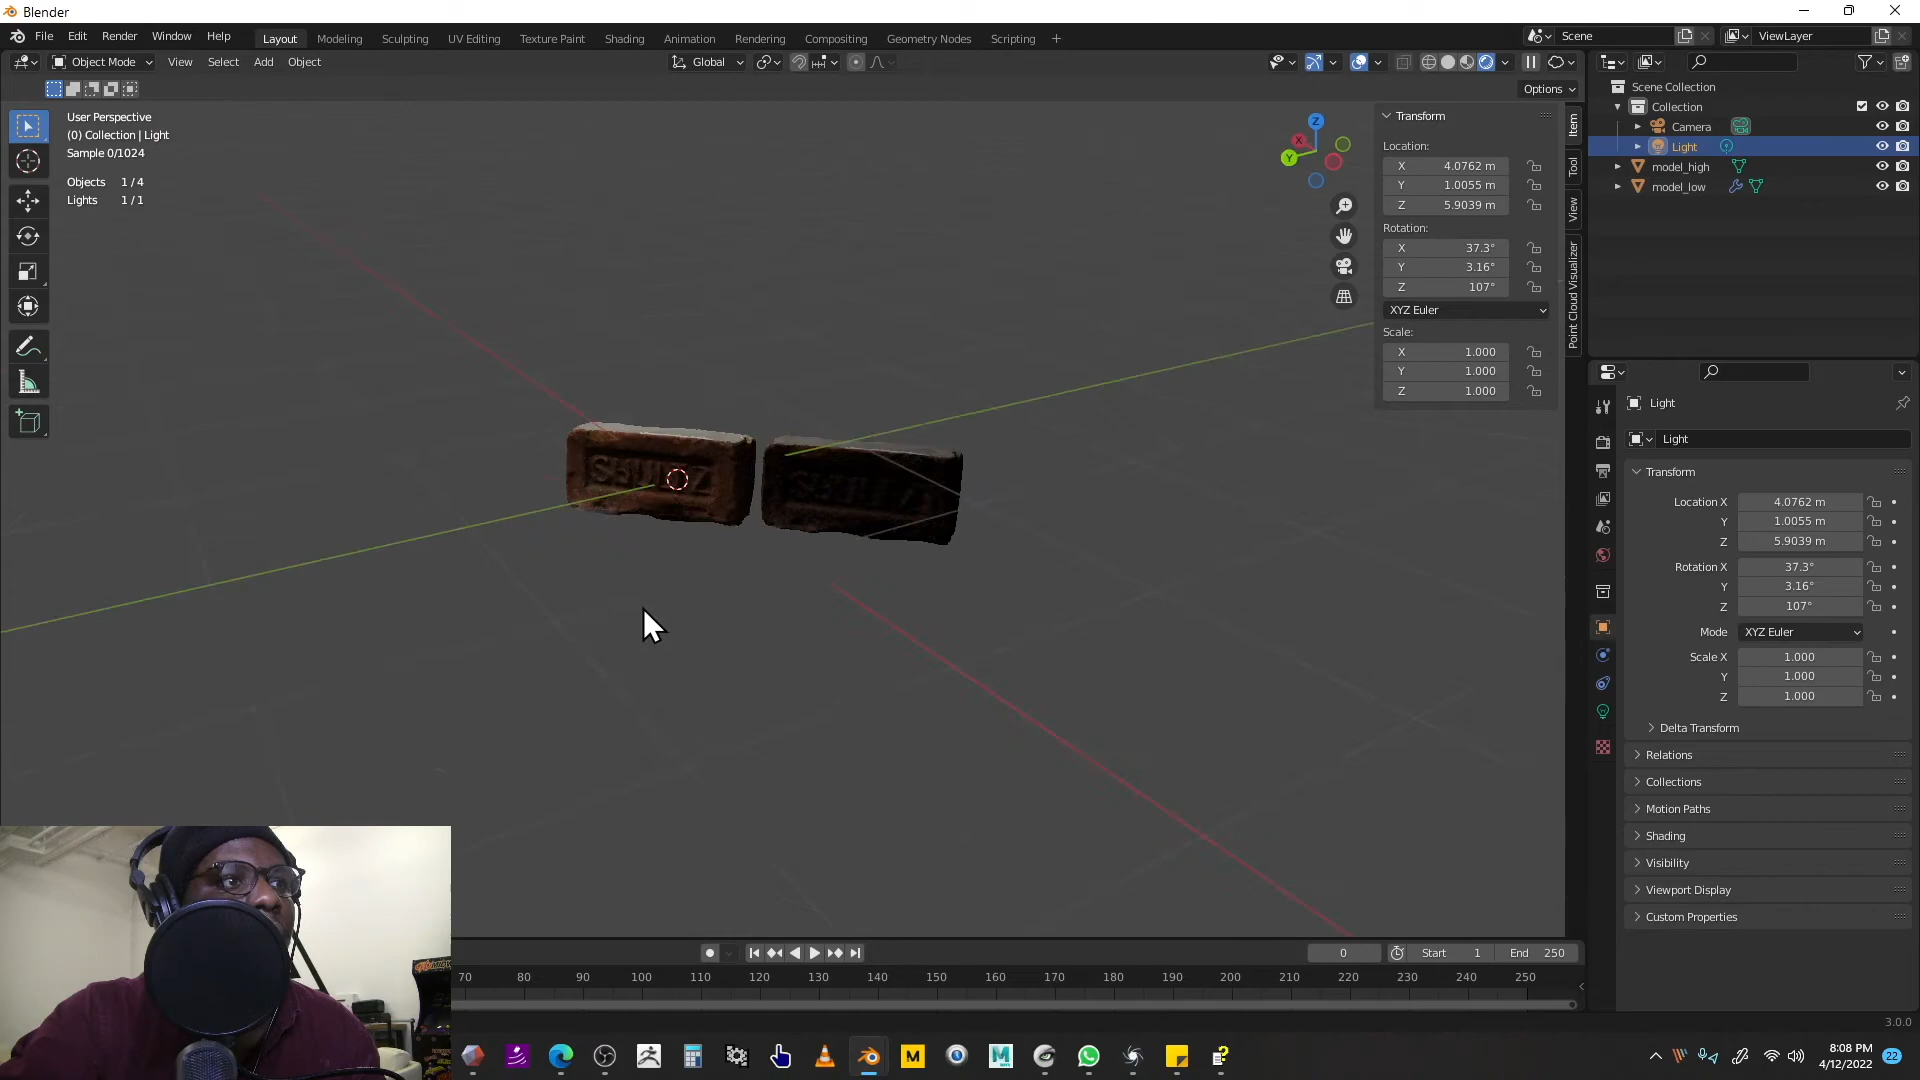 Blender
File Edit Render Window Help Layout Modeling Sculpting UV Editing Texture Paint Shading Animation Rendering Compositing Geometry Nodes Scripting + Scene ViewLayer
Object Mode View Select Add Object Global
Options
User Perspective
(0) Collection | Light
Sample 0/1024
Objects 1/4
Lights 1/1
Z
X
Y
Transform
Location:
X 4.0762 m
Y 1.0055 m
Z 5.9039 m
Rotation:
X 37.3°
Y 3.16°
Z 107°
XYZ Euler
Scale:
X 1.000
Y 1.000
Z 1.000
Item
Tool
View
Point Cloud Visualizer
Scene Collection
Collection
Camera
Light
model_high
model_low
Light
Light
Transform
Location X 4.0762 m
Y 1.0055 m
Z 5.9039 m
Rotation X 37.3°
Y 3.16°
Z 107°
Mode XYZ Euler
Scale X 1.000
Y 1.000
Z 1.000
Delta Transform
Relations
Collections
Motion Paths
Shading
Visibility
Viewport Display
Custom Properties
0 Start 1 End 250
70 80 90 100 110 120 130 140 150 160 170 180 190 200 210 220 230 240 250
3.0.0
8:08 PM
4/12/2022
22